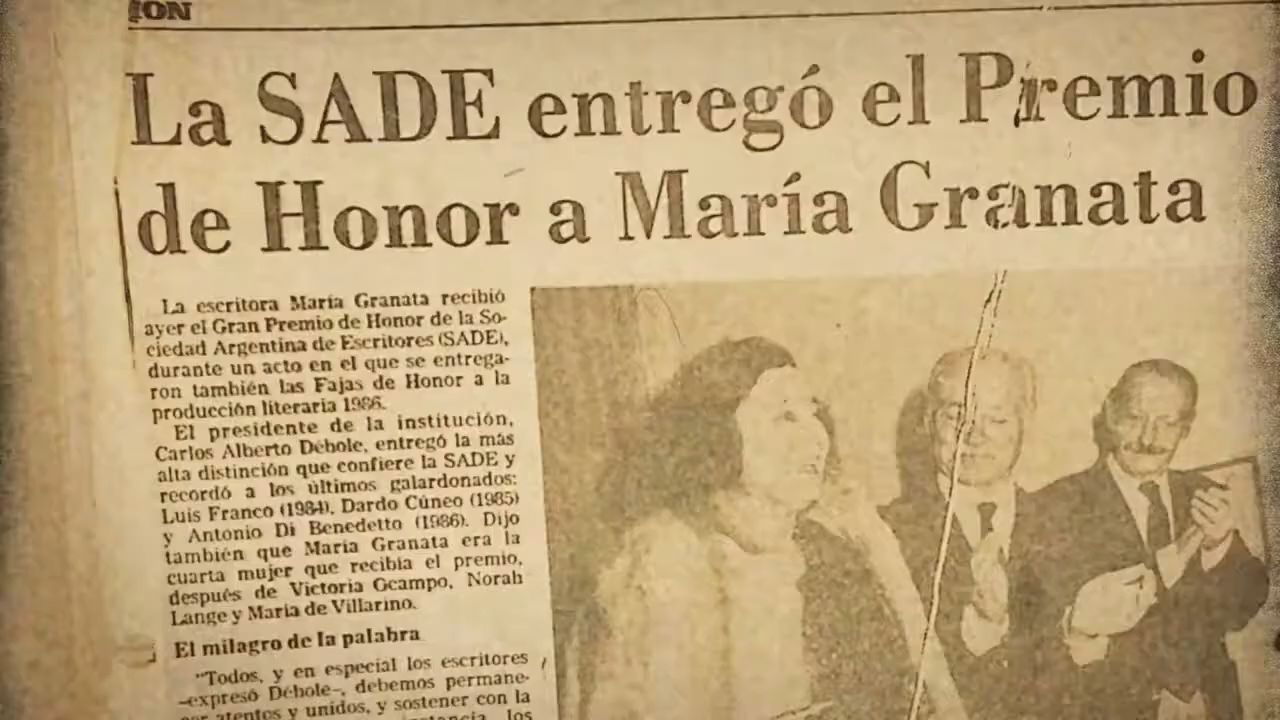 ION
La SADE entregó el Premio
de Honor a María Granata
La escritora María Granata recibió
ayer el Gran Premio de Honor de la So-
ciedad Argentina de Escritores (SADE),
durante un acto en el que se entrega-
ron también las Fajas de Honor a la
producción literaria 1986.
El presidente de la institución,
Carlos Alberto Débole, entregó la más
alta distinción que confiere la SADE y
recordó a los últimos galardonados:
Luis Franco (1984), Dardo Cúneo (1985)
y Antonio Di Benedetto (1986). Dijo
también que María Granata era la
cuarta mujer que recibía el premio,
después de Victoria Ocampo, Norah
Lange y María de Villarino.
El milagro de la palabra
"Todos, y en especial los escritores
–expresó Débole–, debemos permane-
atentos y unidos, y sostener con la
los